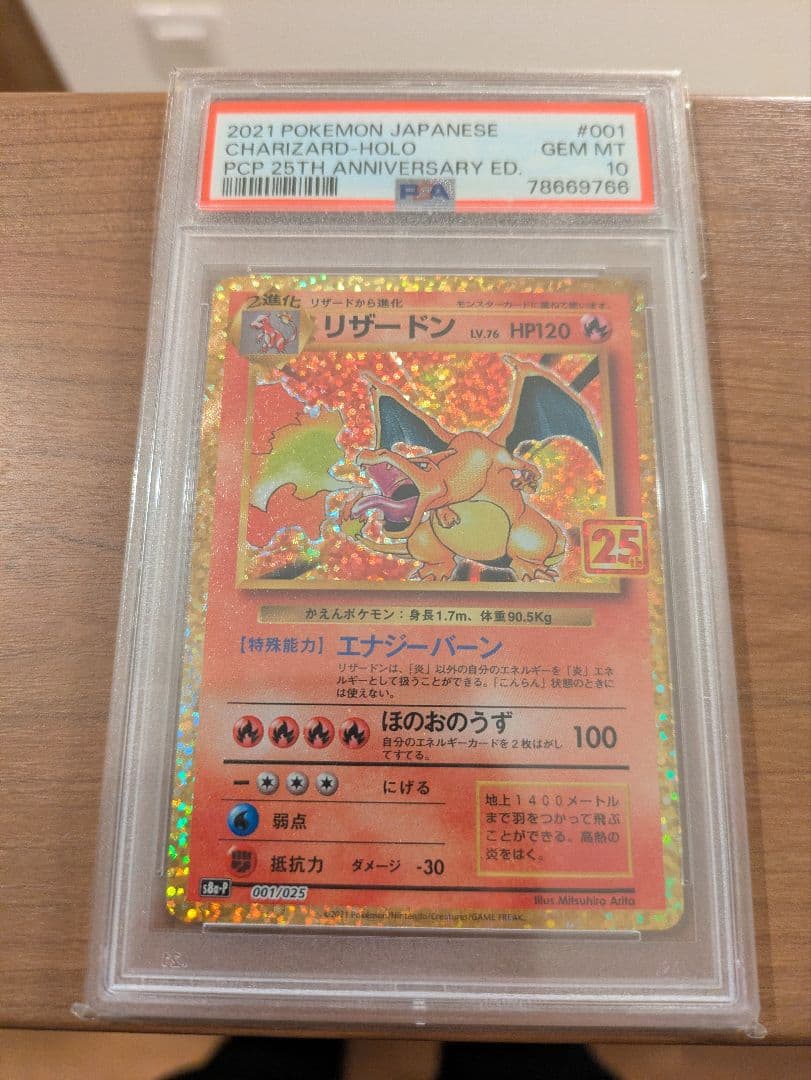 2021 POKEMON JAPANESE #001
CHARIZARD-HOLO GEM MT
PCP 25TH ANNIVERSARY ED. 10
PSA 78669766
2進化 リザードから進化 モンスターカードに重ねて使います。
リザードン LV.76 HP120
25th
かえんポケモン：身長1.7m、体重90.5Kg
【特殊能力】エナジーバーン
リザードンは、「炎」以外の自分のエネルギーを「炎」エネ
ルギーとして扱うことができる。「こんらん」状態のときに
は使えない。
ほのおのうず 100
自分のエネルギーカードを２枚はがし
てすてる。
にげる
弱点
抵抗力 ダメージ -30
地上１４００メートル
まで羽をつかって飛ぶ
ことができる。高熱の
炎をはく。
s8a-P 001/025
Illus.Mitsuhiro Arita
©2021 Pokémon/Nintendo/Creatures/GAME FREAK.